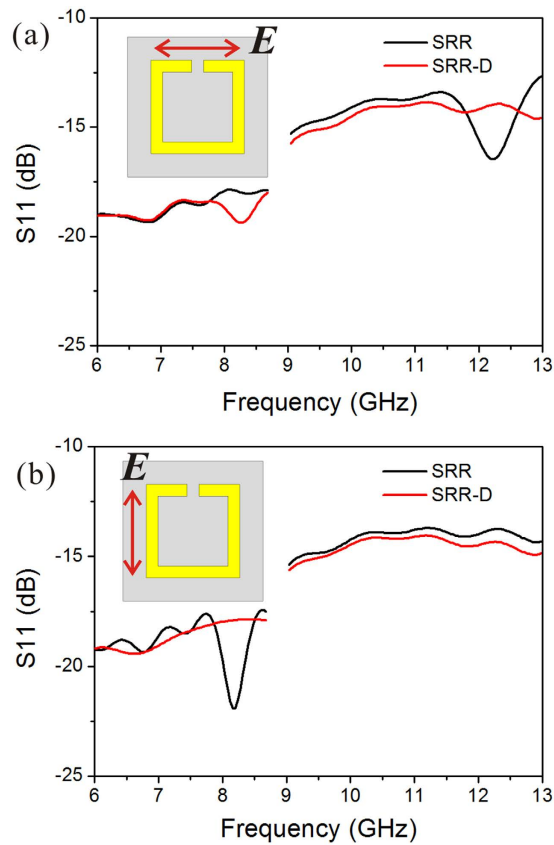 (a)
E
SRR
SRR-D
-10
-15
-20
-25
S11 (dB)
6 7 8 9 10 11 12 13
Frequency (GHz)
(b)
E
SRR
SRR-D
-10
-15
-20
-25
S11 (dB)
6 7 8 9 10 11 12 13
Frequency (GHz)